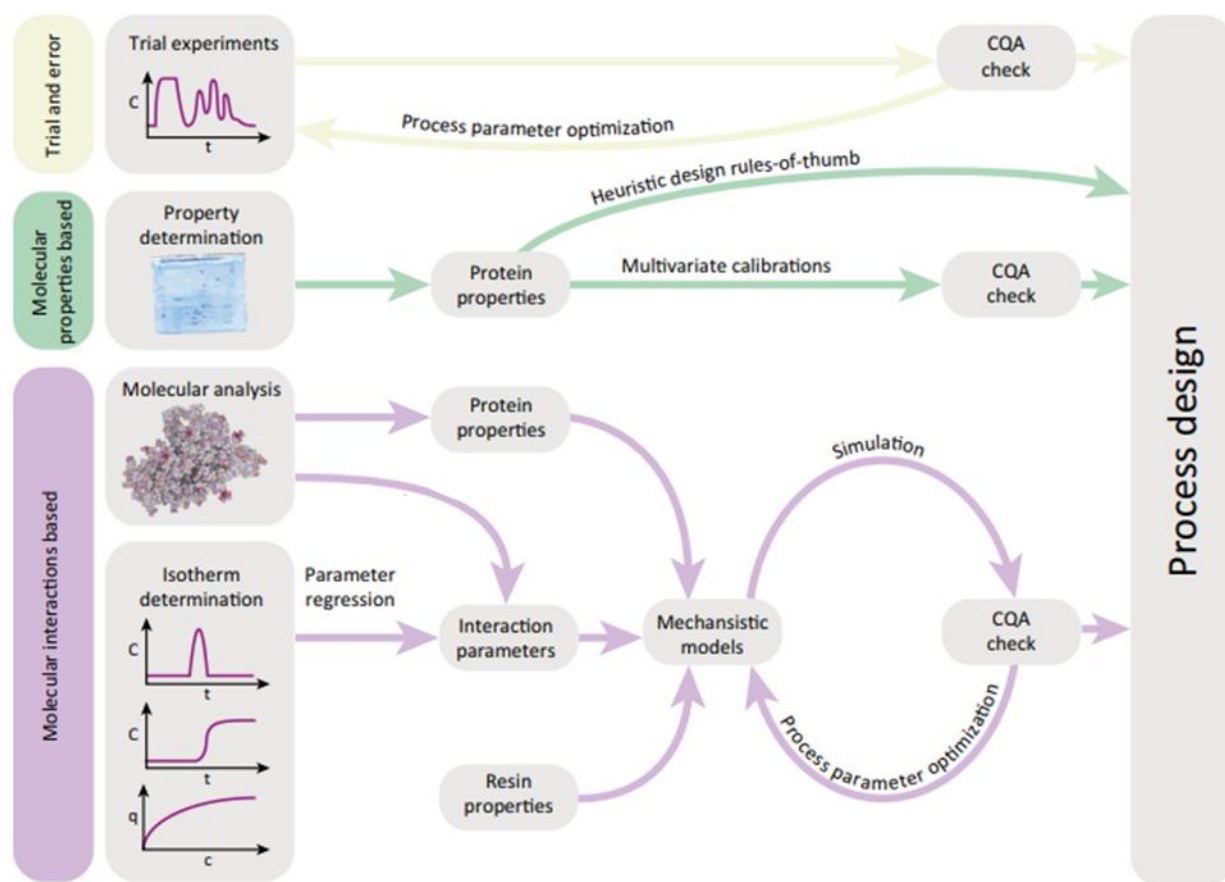 Trial and error
Trial experiments
C
t
CQA
check
Process parameter optimization
Molecular
properties based
Property
determination
Protein
properties
Heuristic design rules-of-thumb
Multivariate calibrations
CQA
check
Molecular interactions based
Molecular analysis
Protein
properties
Isotherm
determination
C
t
C
t
q
c
Parameter
regression
Interaction
parameters
Resin
properties
Mechansistic
models
Simulation
CQA
check
Process parameter optimization
Process design